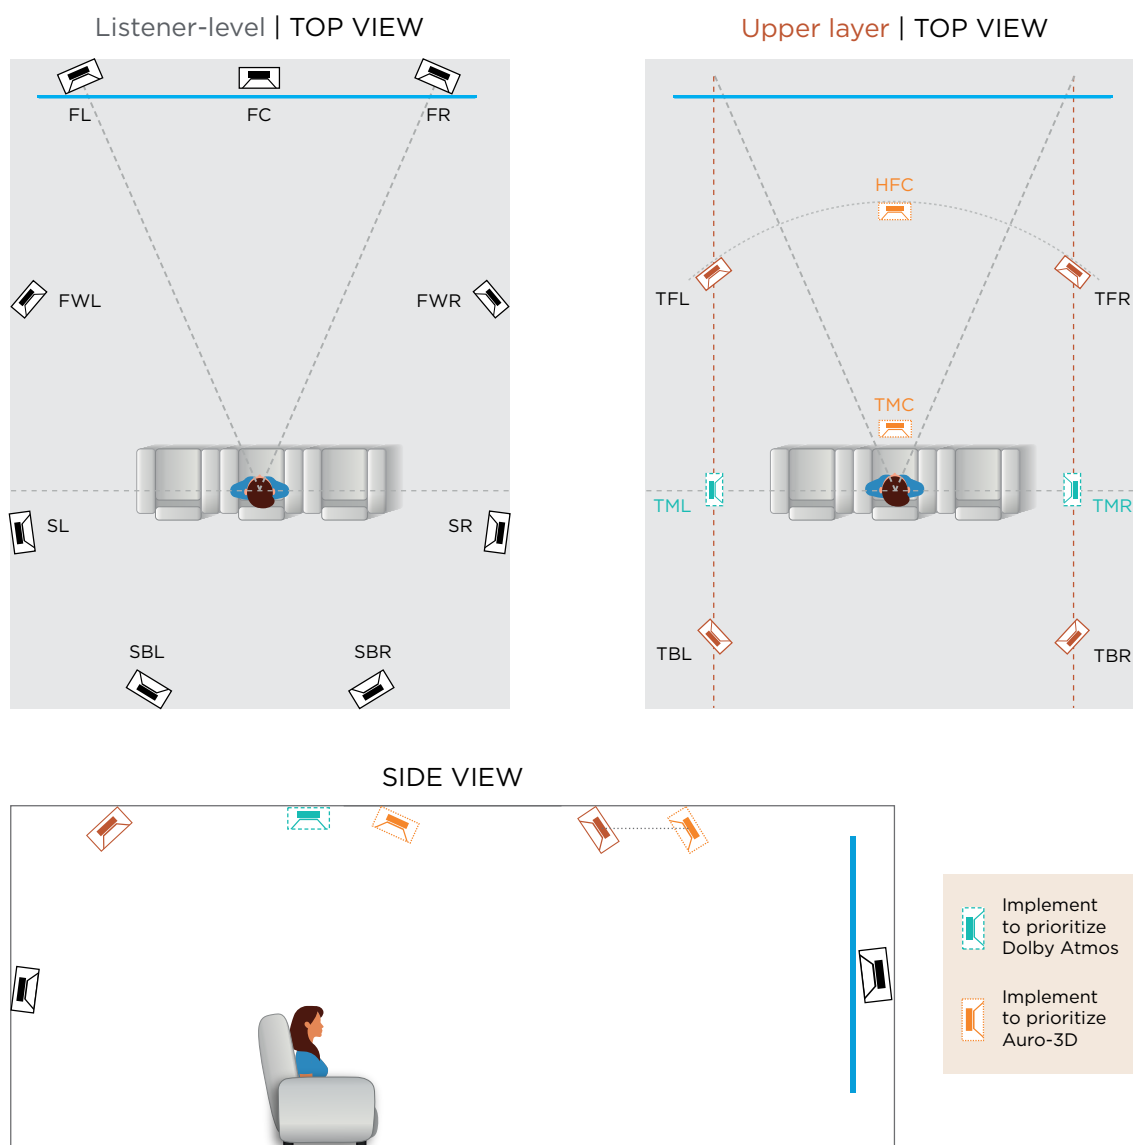 Listener-level | TOP VIEW
FL
FC
FR
FWL
FWR
SL
SR
SBL
SBR
Upper layer | TOP VIEW
HFC
TFL
TFR
TMC
TML
TMR
TBL
TBR
SIDE VIEW
Implement
to prioritize
Dolby Atmos
Implement
to prioritize
Auro-3D